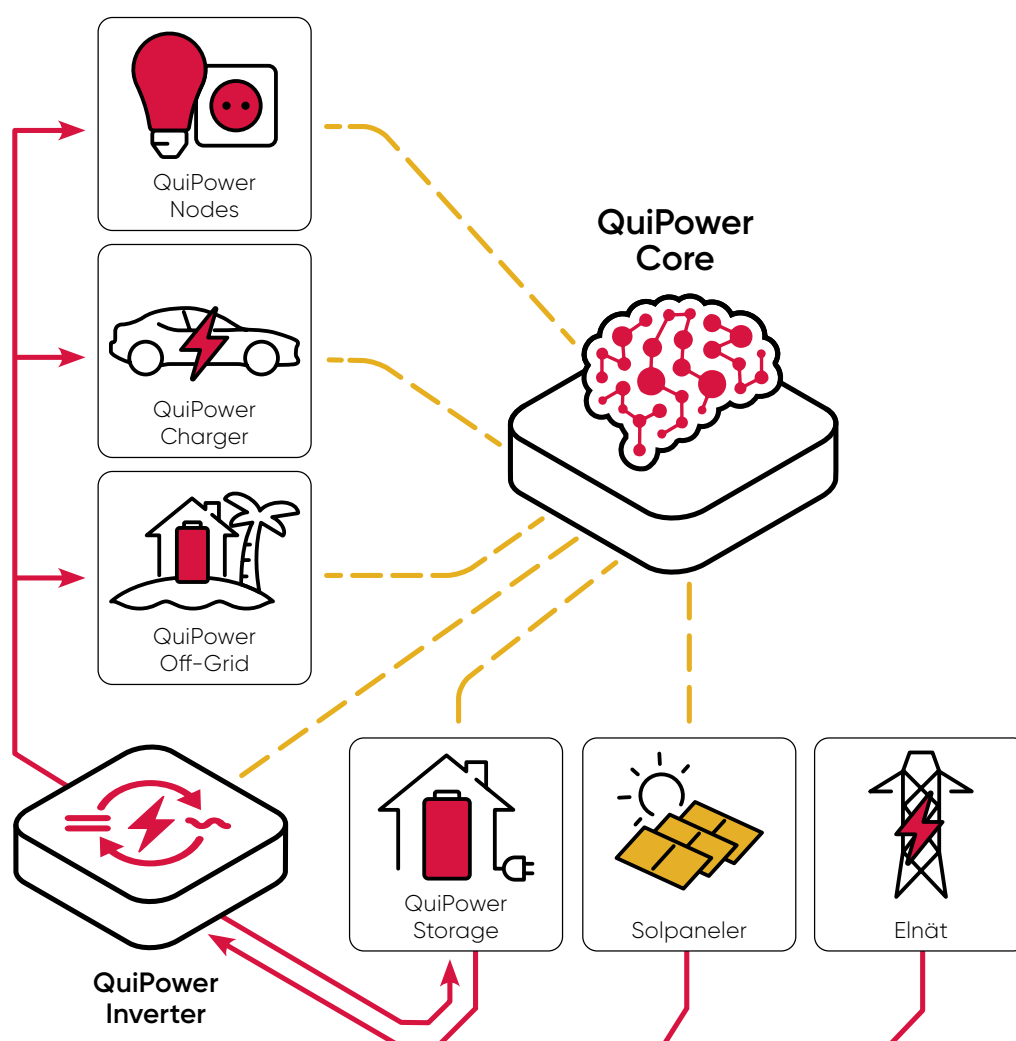 QuiPower
Nodes
QuiPower
Core
QuiPower
Charger
QuiPower
Off-Grid
QuiPower
Storage
Solpaneler
Elnät
QuiPower
Inverter